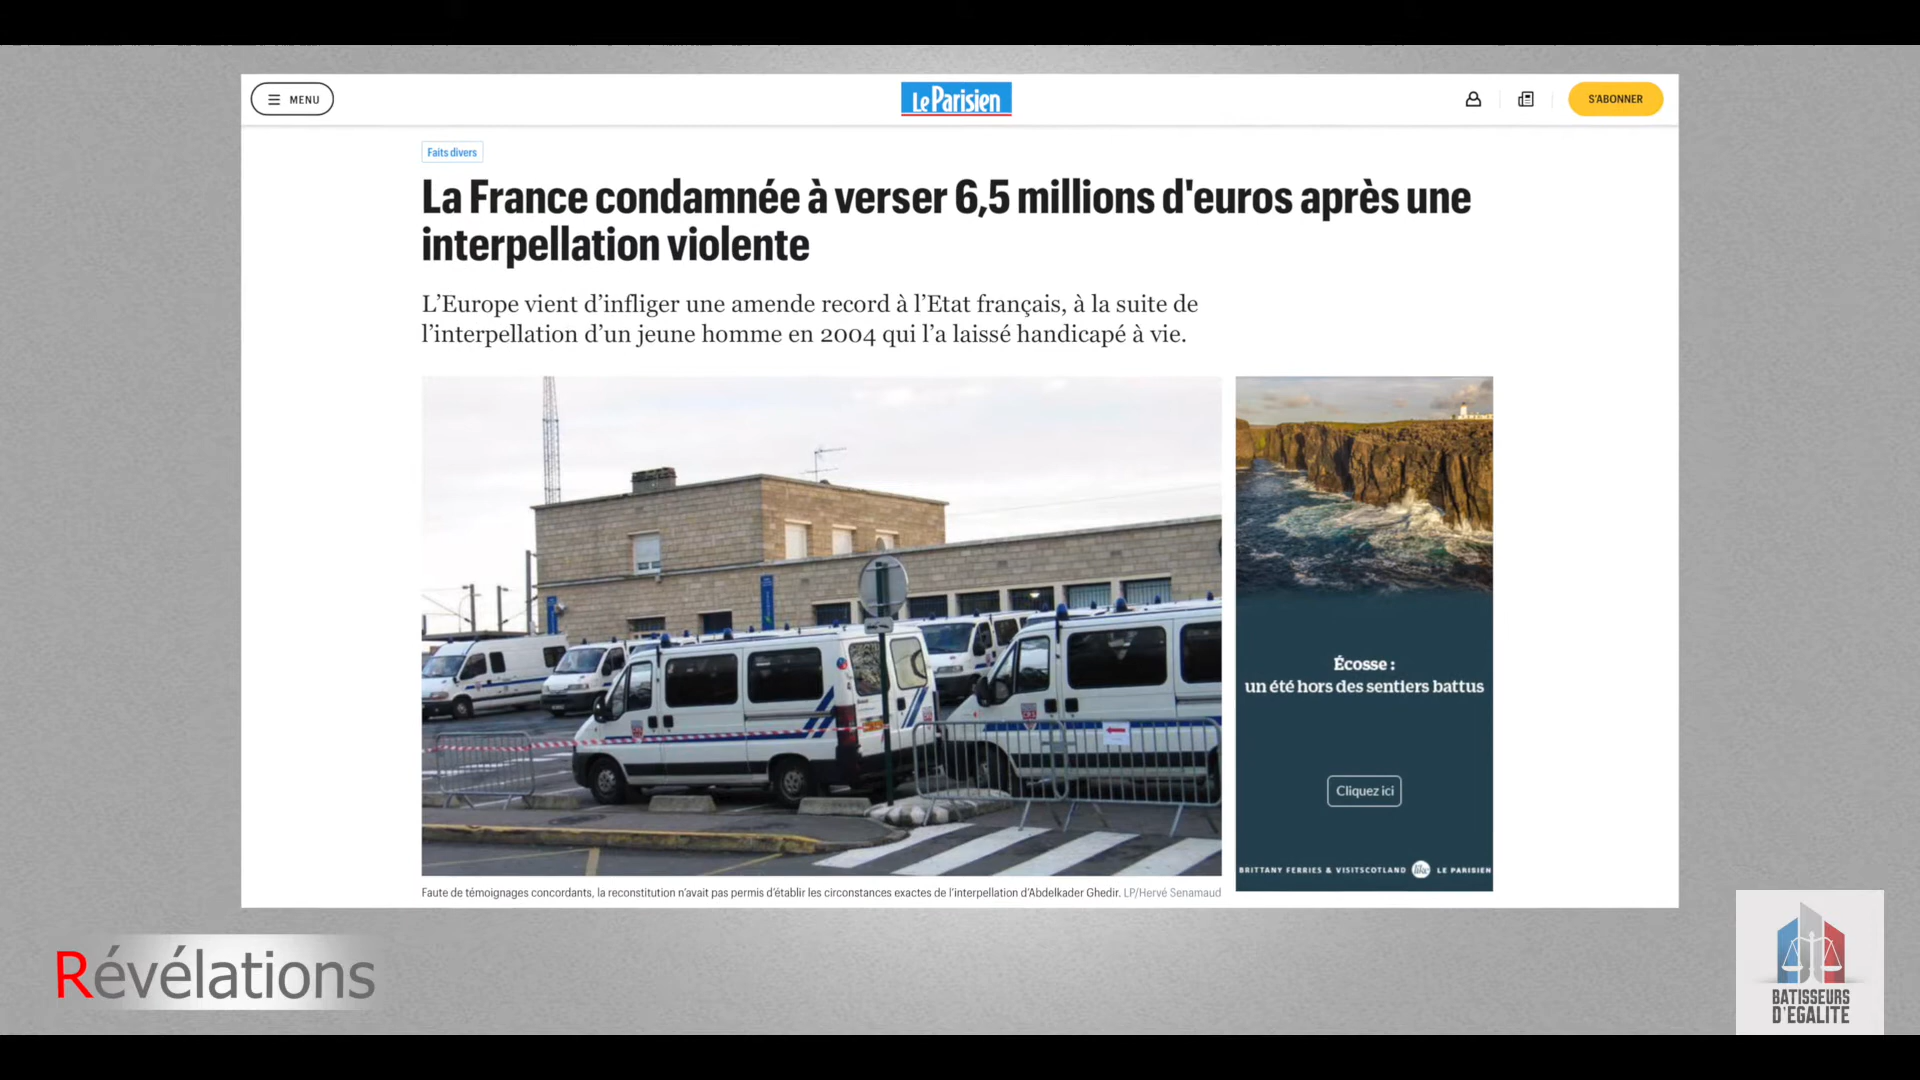 MENU
Le Parisien
S'ABONNER
Faits divers
La France condamnée à verser 6,5 millions d'euros après une
interpellation violente
L'Europe vient d'infliger une amende record à l'Etat français, à la suite de
l'interpellation d'un jeune homme en 2004 qui l'a laissé handicapé à vie.
Écosse :
un été hors des sentiers battus
Cliquez ici
BRITTANY FERRIES & VISITSCOTLAND
LE PARISIEN
Faute de témoignages concordants, la reconstitution n'avait pas permis d'établir les circonstances exactes de l'interpellation d'Abdelkader Ghedir. LP/Hervé Senamaud
Révélations
BATISSEURS
D'EGALITE